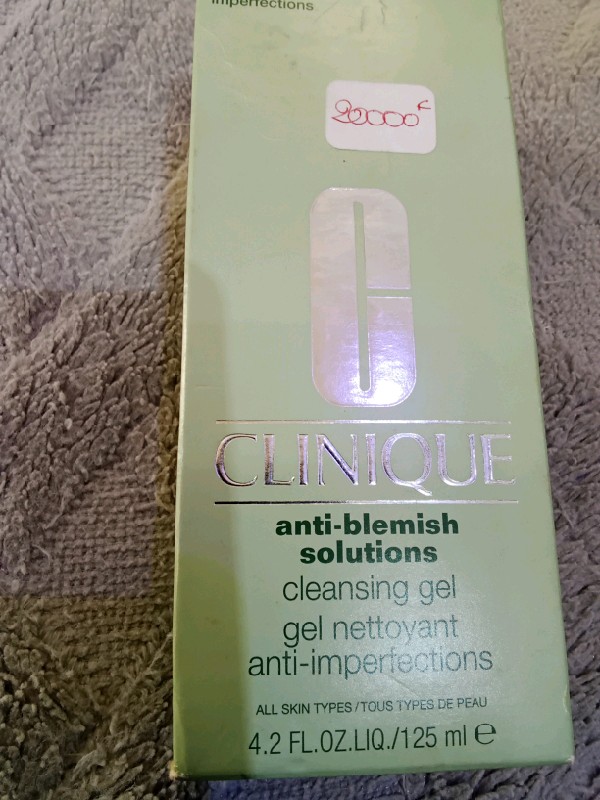 imperfections
20000 F
C
CLINIQUE
anti-blemish
solutions
cleansing gel
gel nettoyant
anti-imperfections
ALL SKIN TYPES/TOUS TYPES DE PEAU
4.2 FL.OZ.LIQ./125 ml ℮